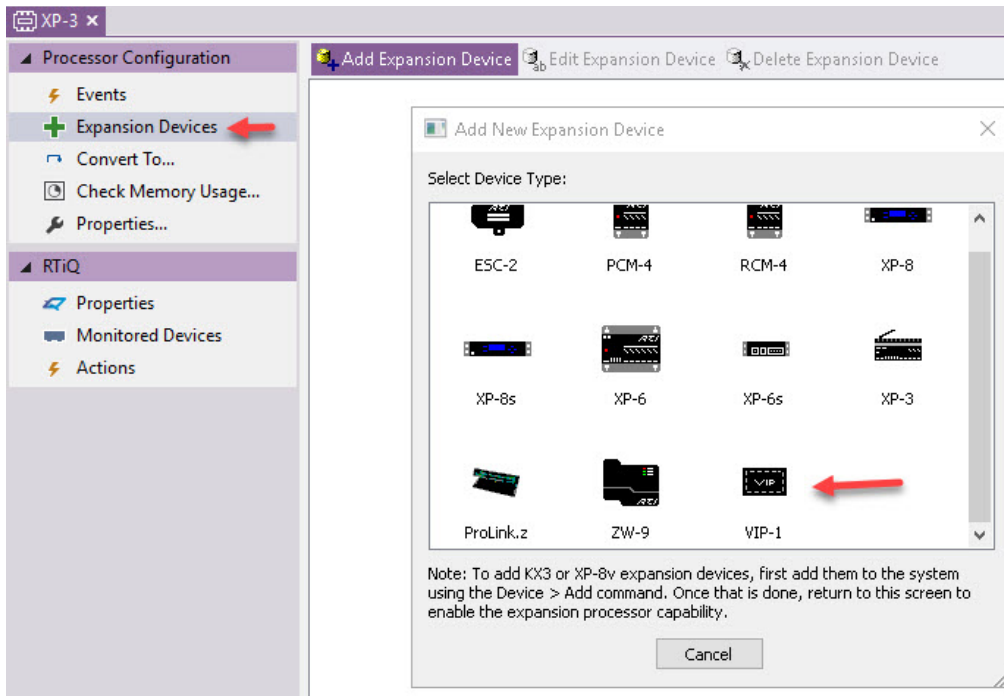 XP-3 ×
Processor Configuration
Events
Expansion Devices
Convert To...
Check Memory Usage...
Properties...
RTiQ
Properties
Monitored Devices
Actions
Add Expansion Device Edit Expansion Device Delete Expansion Device
Add New Expansion Device
Select Device Type:
ESC-2 PCM-4 RCM-4 XP-8
XP-8s XP-6 XP-6s XP-3
VIP
ProLink.z ZW-9 VIP-1
Note: To add KX3 or XP-8v expansion devices, first add them to the system
using the Device > Add command. Once that is done, return to this screen to
enable the expansion processor capability.
Cancel